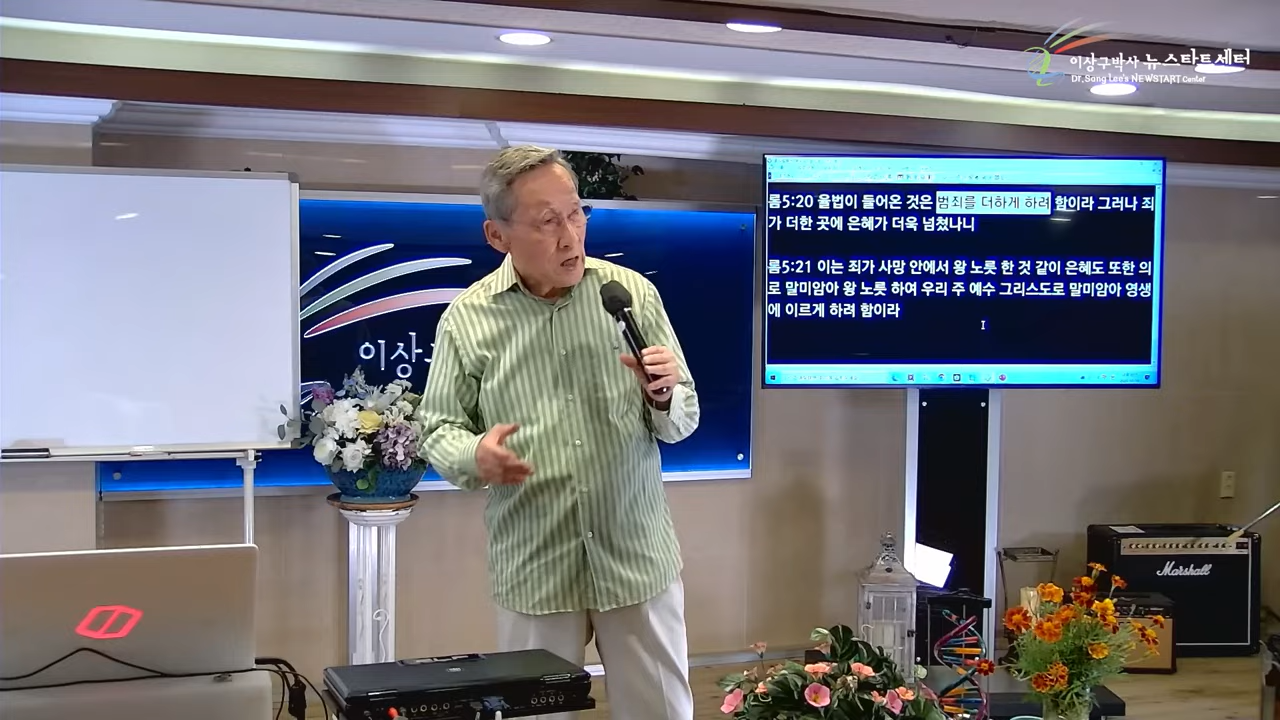 이상구박사 뉴스타트센터
Dr. Sang Lee's NEWSTART Center
롬5:20 율법이 들어온 것은 범죄를 더하게 하려 함이라 그러나 죄
가 더한 곳에 은혜가 더욱 넘쳤나니
롬5:21 이는 죄가 사망 안에서 왕 노릇 한 것 같이 은혜도 또한 의
로 말미암아 왕 노릇 하여 우리 주 예수 그리스도로 말미암아 영생
에 이르게 하려 함이라
이상
Marshall